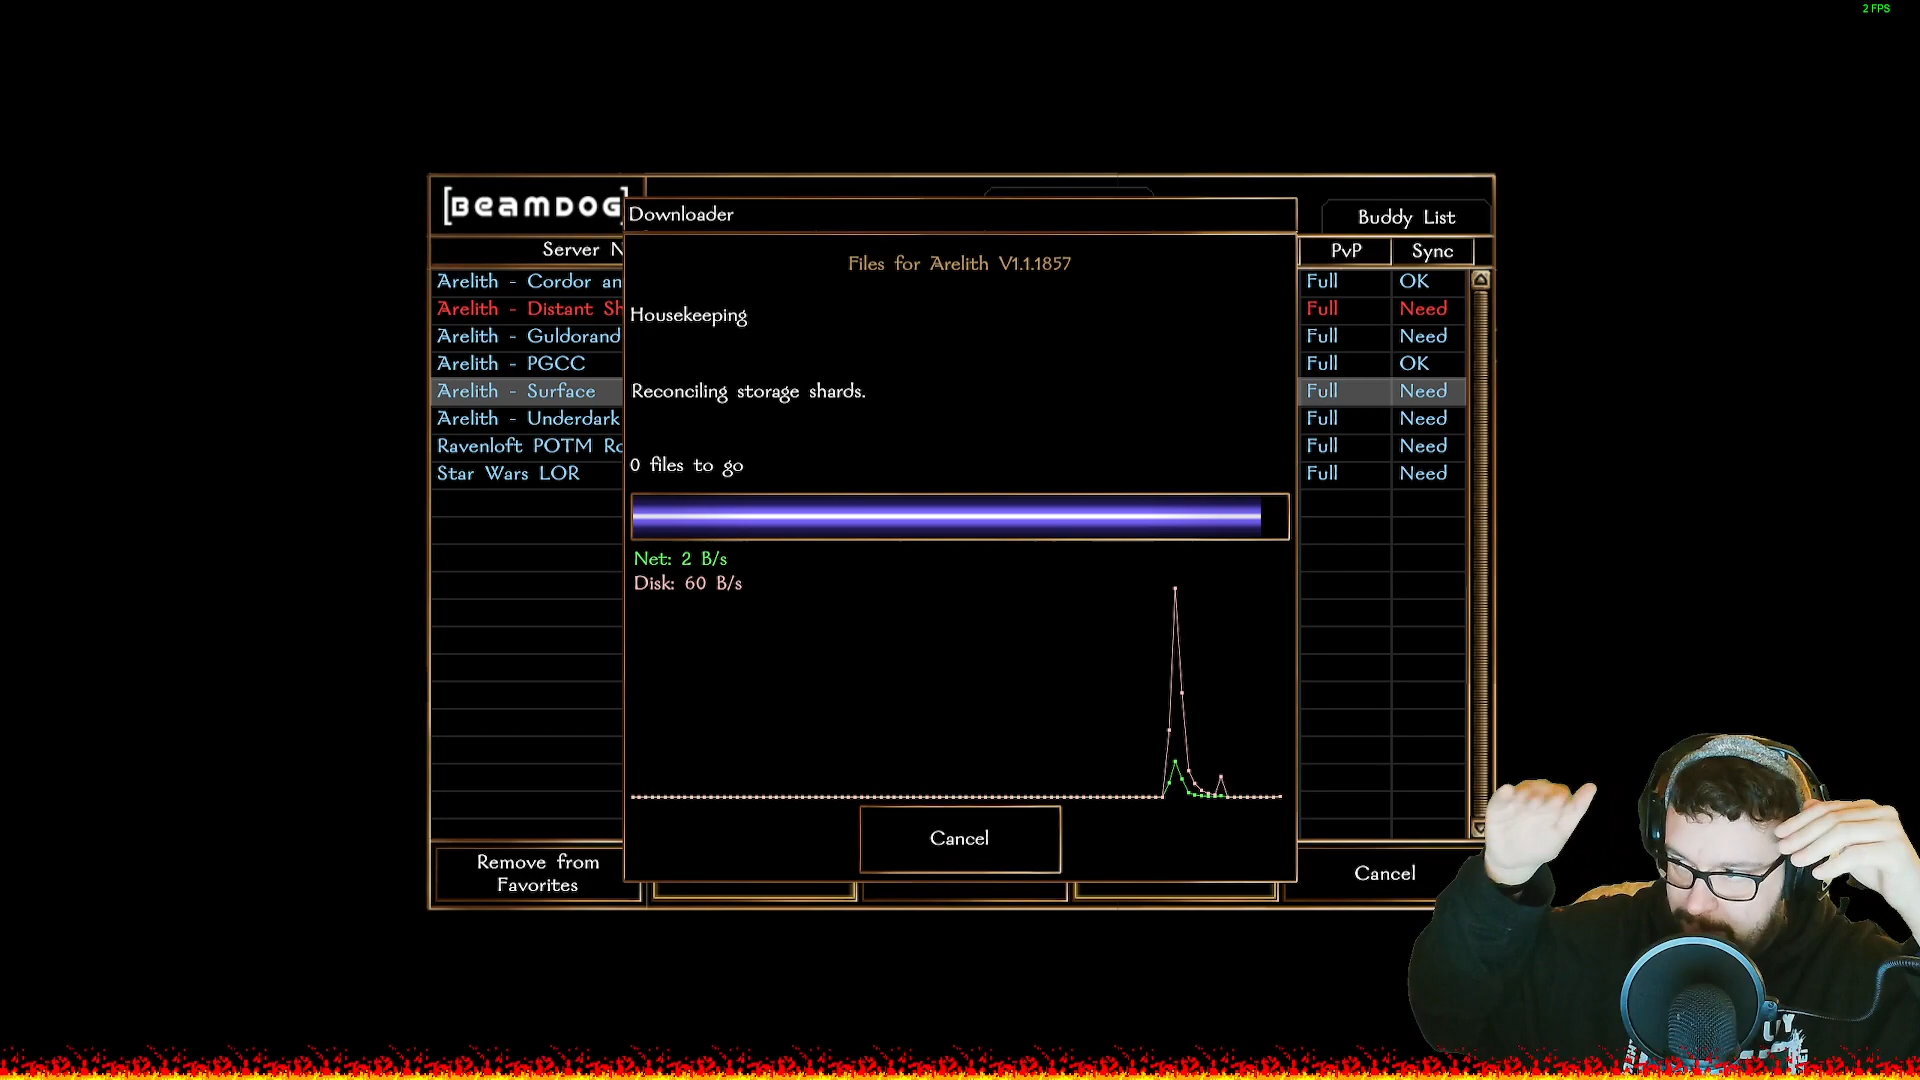 2 FPS
[BEAMDOG]
Downloader
Buddy List
Server N
PvP
Sync
Files for Arelith V1.1.1857
Arelith - Cordor an
Full
OK
Arelith - Distant Sh
Full
Need
Housekeeping
Arelith - Guldorand
Full
Need
Arelith - PGCC
Full
OK
Arelith - Surface
Reconciling storage shards.
Full
Need
Arelith - Underdark
Full
Need
Ravenloft POTM Ro
Full
Need
0 files to go
Star Wars LOR
Full
Need
Net: 2 B/s
Disk: 60 B/s
Cancel
Remove from
Favorites
Cancel